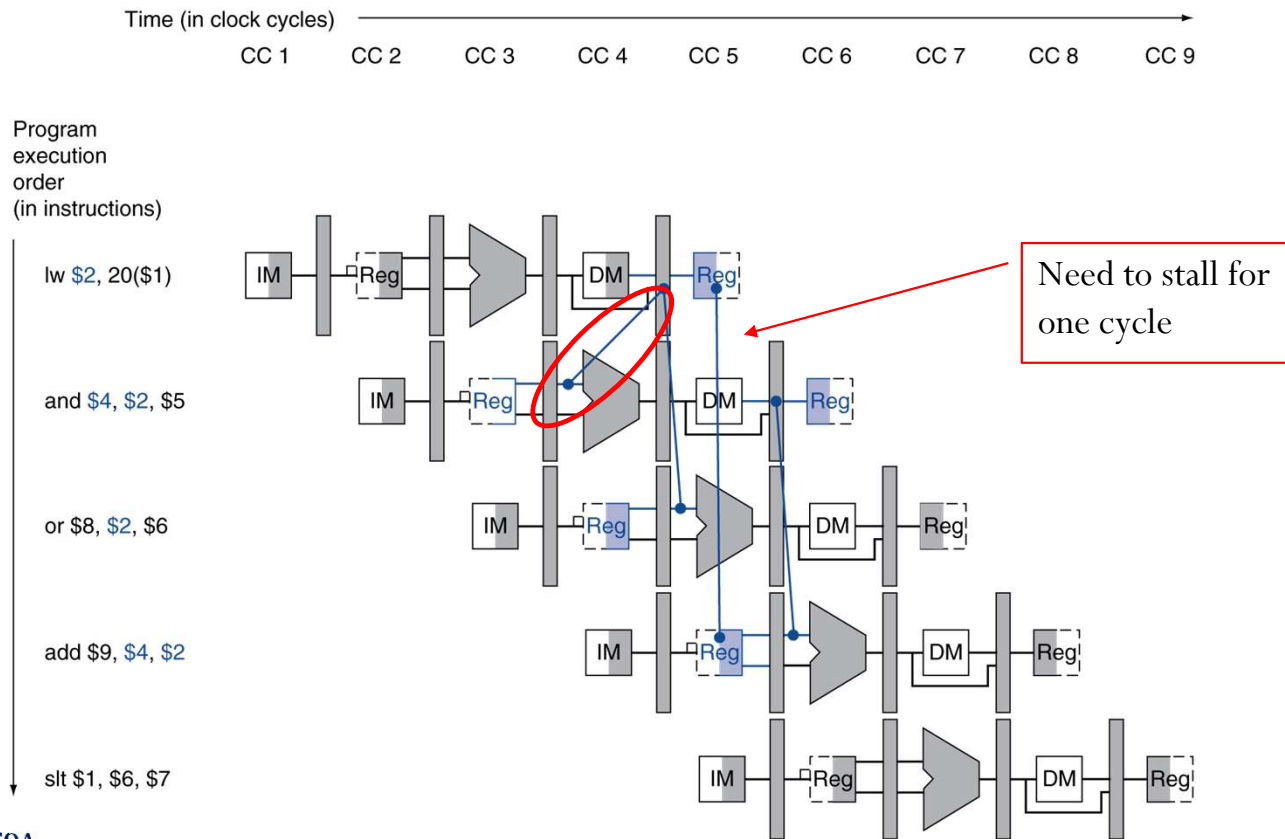 Time (in clock cycles)
CC 1 CC 2 CC 3 CC 4 CC 5 CC 6 CC 7 CC 8 CC 9
Program
execution
order
(in instructions)
lw $2, 20($1)
IM Reg DM Reg
Need to stall for
one cycle
and $4, $2, $5
IM Reg DM Reg
or $8, $2, $6
IM Reg DM Reg
add $9, $4, $2
IM Reg DM Reg
slt $1, $6, $7
IM Reg DM Reg